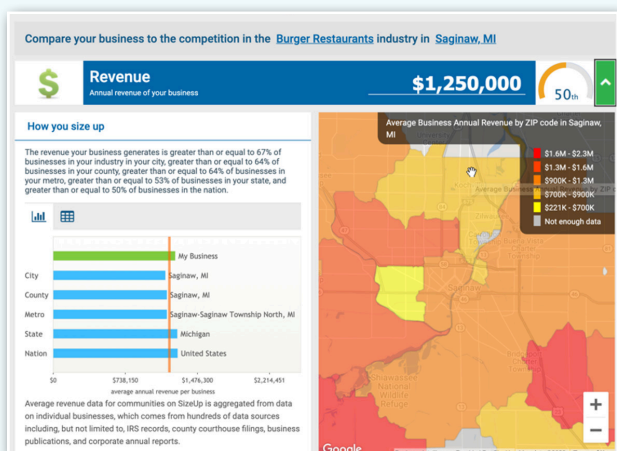 Compare your business to the competition in the Burger Restaurants industry in Saginaw, MI
Revenue
Annual revenue of your business
$1,250,000
50th
How you size up
The revenue your business generates is greater than or equal to 67% of
businesses in your industry in your city, greater than or equal to 64% of
businesses in your county, greater than or equal to 64% of businesses in
your metro, greater than or equal to 53% of businesses in your state, and
greater than or equal to 50% of businesses in the nation.
My Business
City Saginaw, MI
County Saginaw, MI
Metro Saginaw-Saginaw Township North, MI
State Michigan
Nation United States
$0 $738,150 $1,476,300 $2,214,451
average annual revenue per business
Average revenue data for communities on SizeUp is aggregated from data
on individual businesses, which comes from hundreds of data sources
including, but not limited to, IRS records, county courthouse filings, business
publications, and corporate annual reports.
Average Business Annual Revenue by ZIP code in Saginaw,
MI
$1.6M - $2.3M
$1.3M - $1.6M
$900K - $1.3M
$700K - $900K
$221K - $700K
Not enough data
Average Business Annual Revenue by ZIP c
Shiawassee
National
Wildlife
Refuge
+
−
Google